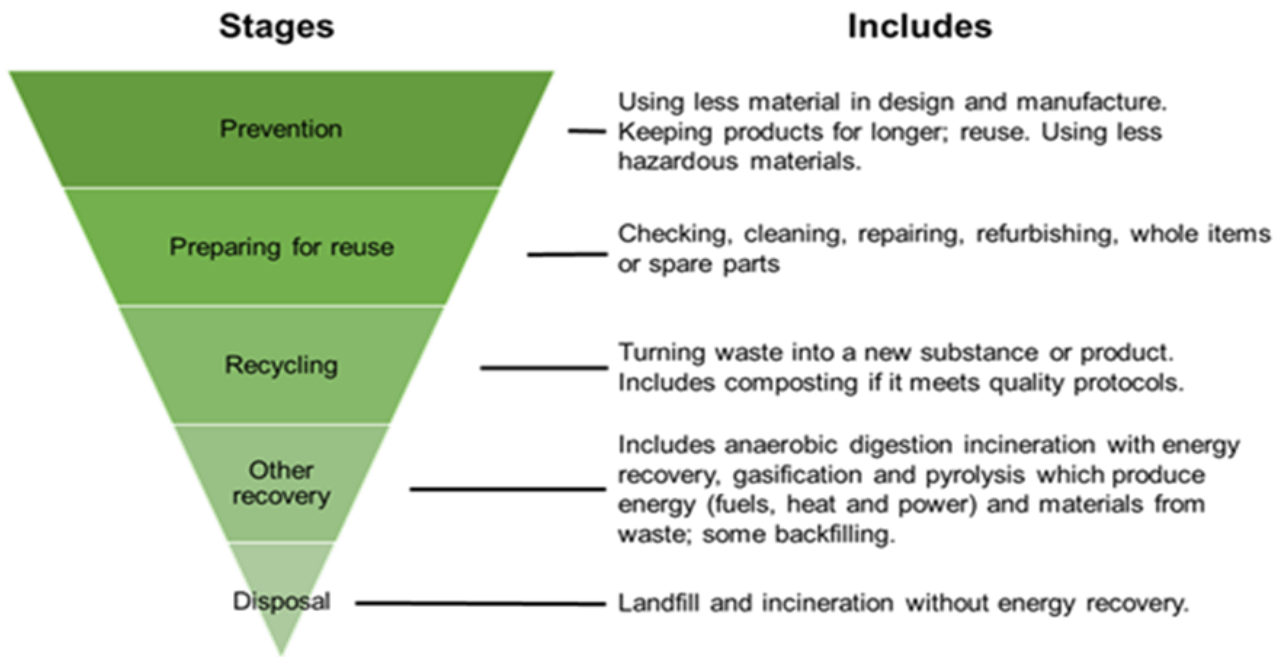 Stages
Includes
Prevention
Using less material in design and manufacture.
Keeping products for longer; reuse. Using less
hazardous materials.
Preparing for reuse
Checking, cleaning, repairing, refurbishing, whole items
or spare parts
Recycling
Turning waste into a new substance or product.
Includes composting if it meets quality protocols.
Other
recovery
Includes anaerobic digestion incineration with energy
recovery, gasification and pyrolysis which produce
energy (fuels, heat and power) and materials from
waste; some backfilling.
Disposal
Landfill and incineration without energy recovery.